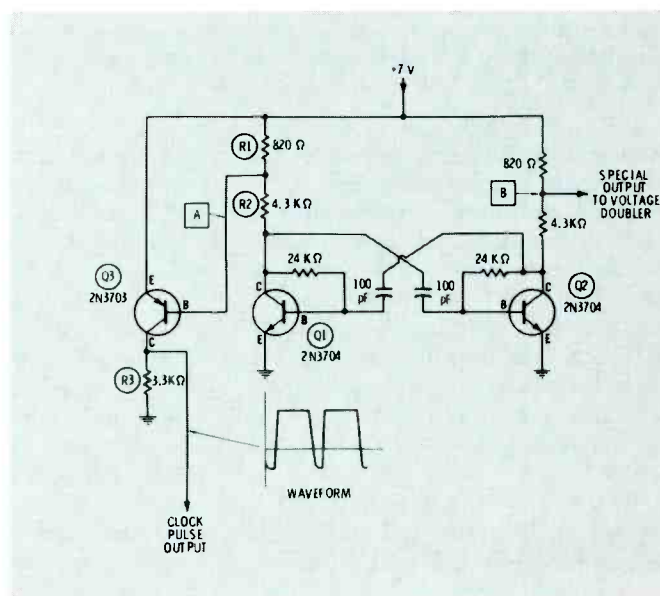 +7 V
R1
820 Ω
820 Ω
B
SPECIAL
OUTPUT
TO VOLTAGE
DOUBLER
A
R2
4.3 KΩ
4.3KΩ
Q3
2N3703
E
B
C
24 KΩ
100
pF
100
pF
24 KΩ
C
B
E
Q1
2N3704
C
B
E
Q2
2N3704
R3
3.3KΩ
WAVEFORM
CLOCK
PULSE
OUTPUT